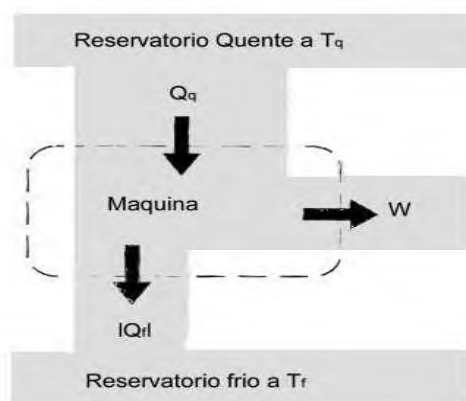 Reservatorio Quente a Tq
Qq
Maquina
W
|Qf|
Reservatorio frio a Tf